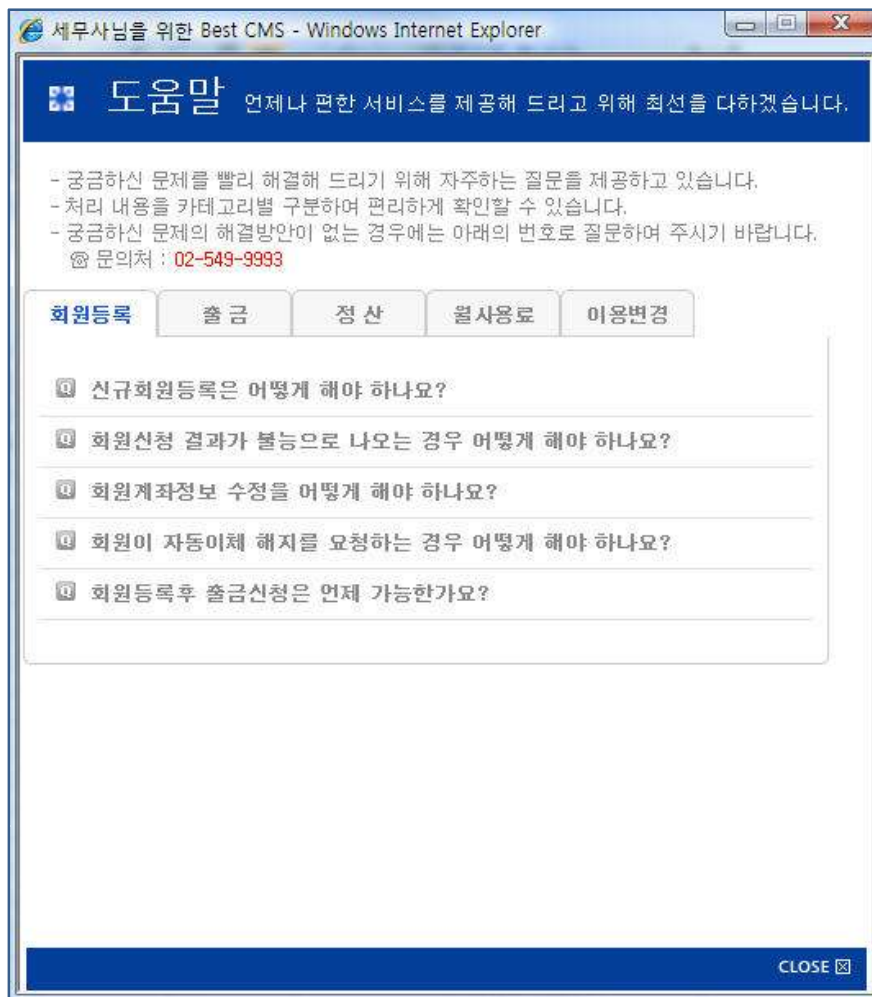 세무사님을 위한 Best CMS - Windows Internet Explorer
도움말 언제나 편한 서비스를 제공해 드리고 위해 최선을 다하겠습니다.
- 궁금하신 문제를 빨리 해결해 드리기 위해 자주하는 질문을 제공하고 있습니다.
- 처리 내용을 카테고리별 구분하여 편리하게 확인할 수 있습니다.
- 궁금하신 문제의 해결방안이 없는 경우에는 아래의 번호로 질문하여 주시기 바랍니다.
☏ 문의처 : 02-549-9993
회원등록 출 금 정 산 월사용료 이용변경
Q 신규회원등록은 어떻게 해야 하나요?
Q 회원신청 결과가 불능으로 나오는 경우 어떻게 해야 하나요?
Q 회원계좌정보 수정을 어떻게 해야 하나요?
Q 회원이 자동이체 해지를 요청하는 경우 어떻게 해야 하나요?
Q 회원등록후 출금신청은 언제 가능한가요?
CLOSE